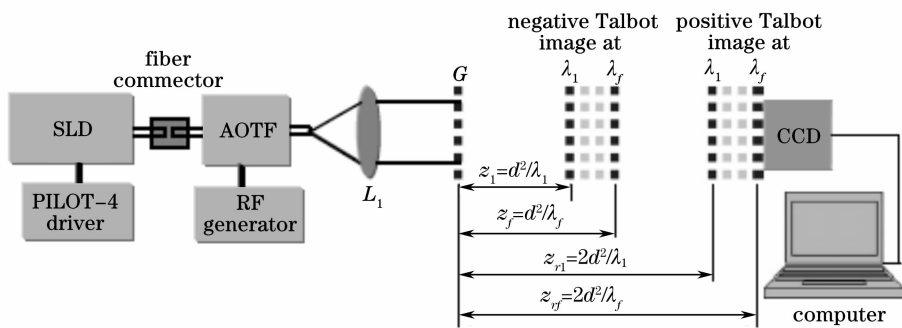 negative Talbot
image at
positive Talbot
image at
fiber
commector
G
λ₁
λf
λ₁
λf
SLD
AOTF
CCD
L₁
z₁=d²/λ₁
PILOT-4
driver
RF
generator
zf=d²/λf
zr1=2d²/λ₁
zrf=2d²/λf
computer